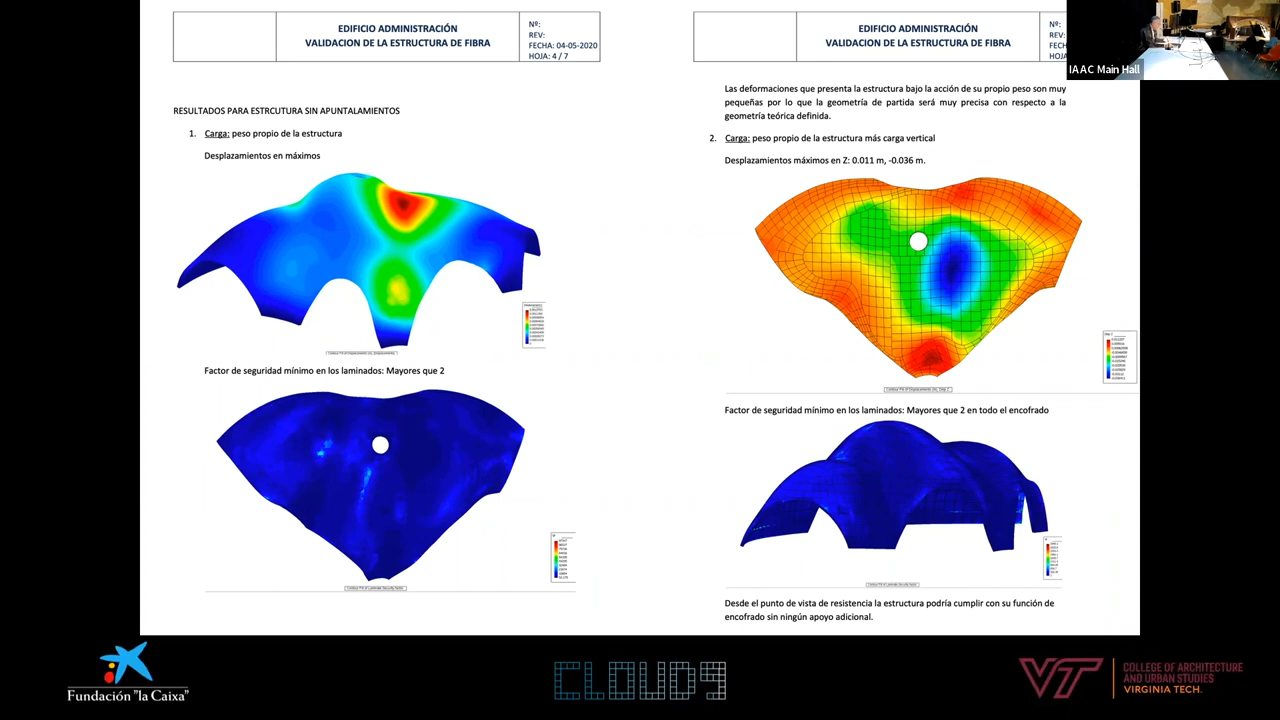 EDIFICIO ADMINISTRACIÓN
VALIDACION DE LA ESTRUCTURA DE FIBRA
Nº:
REV:
FECHA: 04-05-2020
HOJA: 4 / 7
RESULTADOS PARA ESTRCUTURA SIN APUNTALAMIENTOS
1. Carga: peso propio de la estructura
Desplazamientos en máximos
Factor de seguridad mínimo en los laminados: Mayores que 2
EDIFICIO ADMINISTRACIÓN
VALIDACION DE LA ESTRUCTURA DE FIBRA
Nº:
REV:
FECH
HOJA
Las deformaciones que presenta la estructura bajo la acción de su propio peso son muy
pequeñas por lo que la geometría de partida será muy precisa con respecto a la
geometría teórica definida.
2. Carga: peso propio de la estructura más carga vertical
Desplazamientos máximos en Z: 0.011 m, -0.036 m.
Factor de seguridad mínimo en los laminados: Mayores que 2 en todo el encofrado
Desde el punto de vista de resistencia la estructura podría cumplir con su función de
encofrado sin ningún apoyo adicional.
IAAC Main Hall
Fundación "la Caixa"
CLOUD9
VT
COLLEGE OF ARCHITECTURE
AND URBAN STUDIES
VIRGINIA TECH.